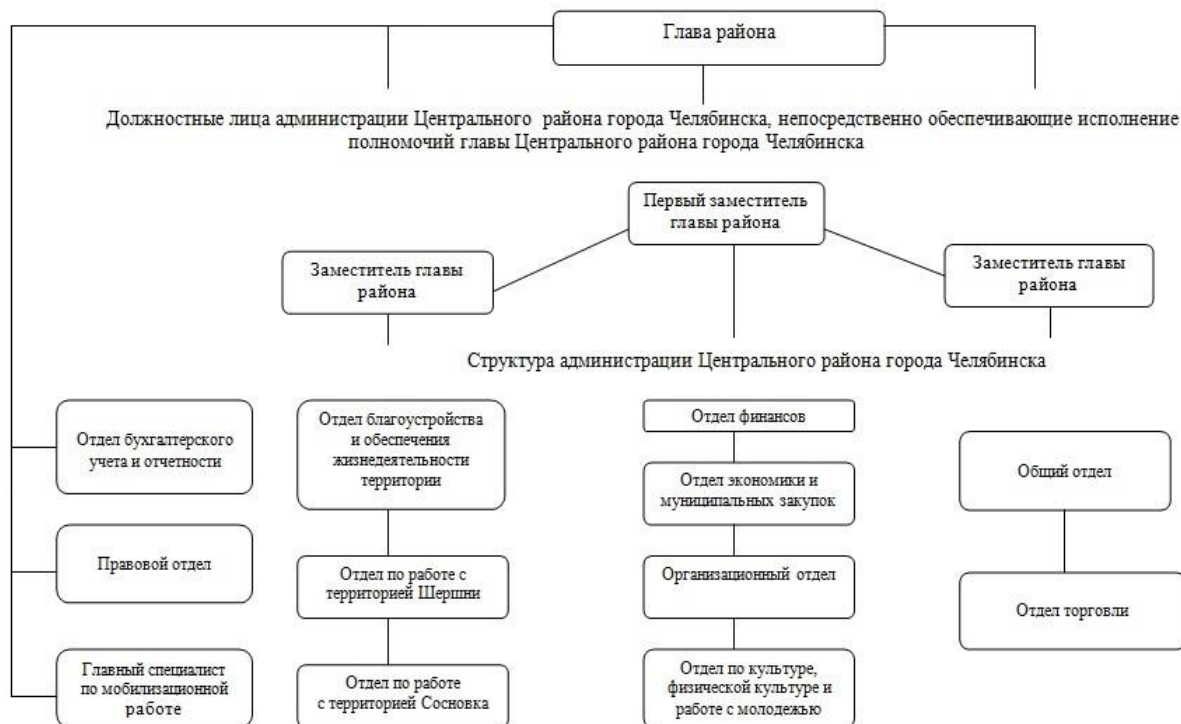 Глава района
Должностные лица администрации Центрального района города Челябинска, непосредственно обеспечивающие исполнение
полномочий главы Центрального района города Челябинска
Первый заместитель
главы района
Заместитель главы
района
Заместитель главы
района
Структура администрации Центрального района города Челябинска
Отдел бухгалтерского
учета и отчетности
Правовой отдел
Главный специалист
по мобилизационной
работе
Отдел благоустройства
и обеспечения
жизнедеятельности
территории
Отдел по работе с
территорией Шершни
Отдел по работе
с территорией Сосновка
Отдел финансов
Отдел экономики и
муниципальных закупок
Организационный отдел
Отдел по культуре,
физической культуре и
работе с молодежью
Общий отдел
Отдел торговли